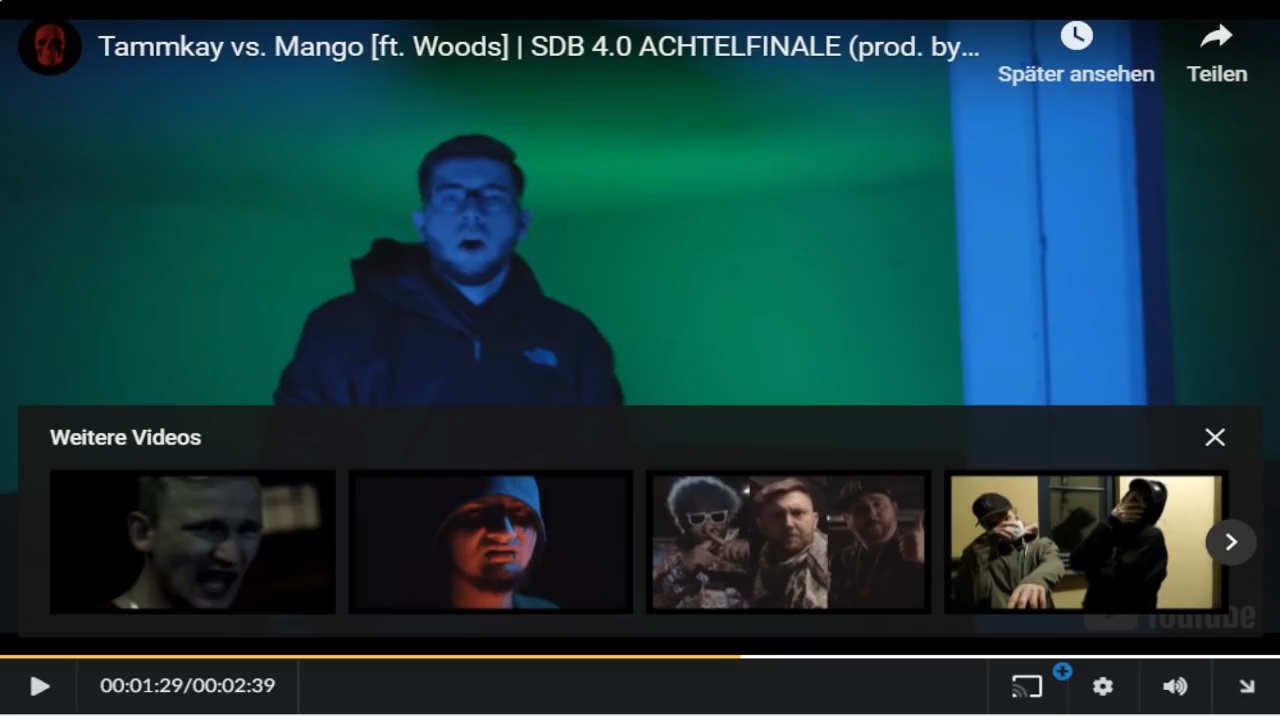 Tammkay vs. Mango [ft. Woods] | SDB 4.0 ACHTELFINALE (prod. by...
Später ansehen
Teilen
Weitere Videos
YouTube
00:01:29/00:02:39